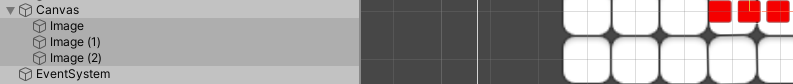 Canvas
Image
Image (1)
Image (2)
EventSystem